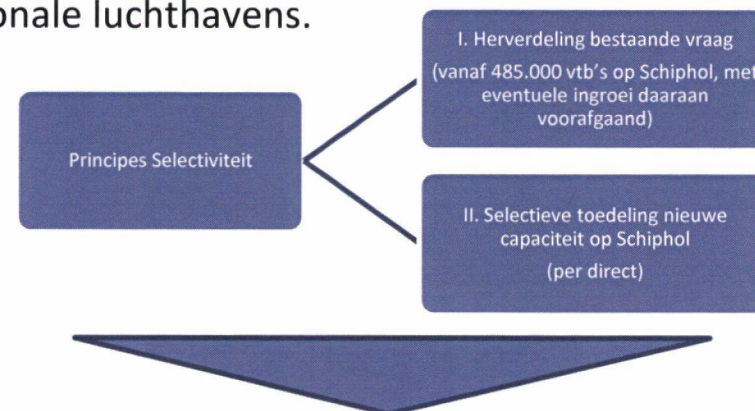 onale luchthavens.
I. Herverdeling bestaande vraag
(vanaf 485.000 vtb's op Schiphol, met
eventuele ingroei daaraan
voorafgaand)
Principes Selectiviteit
II. Selectieve toedeling nieuwe
capaciteit op Schiphol
(per direct)